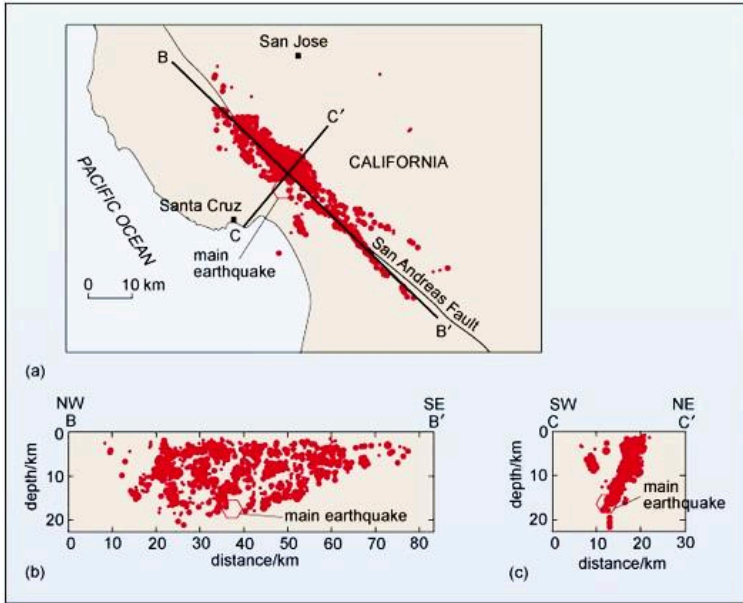 San Jose
B
C'
CALIFORNIA
PACIFIC OCEAN
Santa Cruz
C
main
earthquake
San Andreas Fault
0 10 km
B'
(a)
NW
B
SE
B'
0
10
20
depth/km
main earthquake
0 10 20 30 40 50 60 70 80
distance/km
(b)
SW
C
NE
C'
0
10
20
depth/km
main
earthquake
0 10 20 30
distance/km
(c)